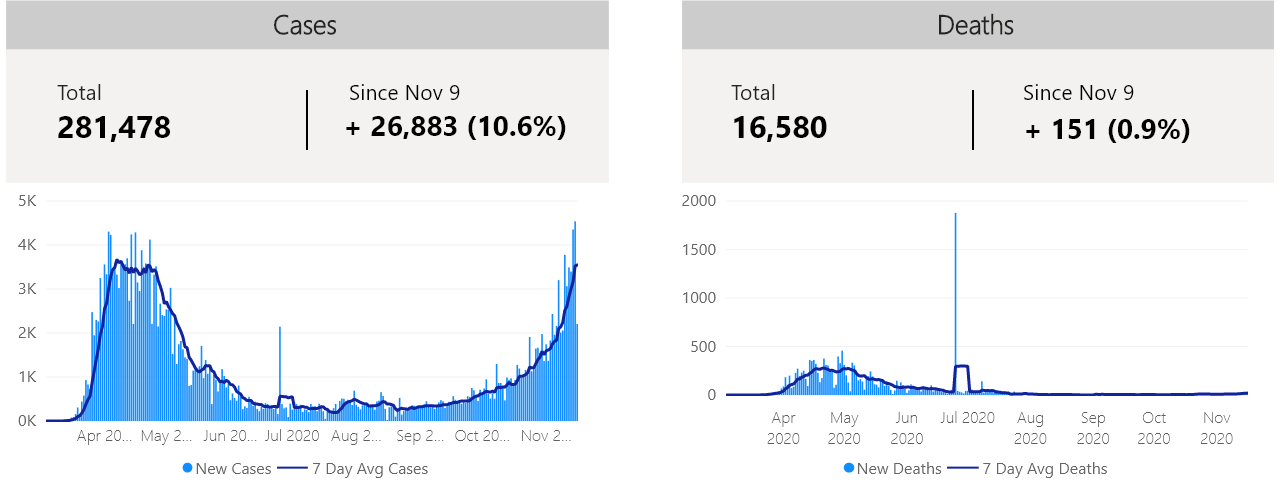 Cases
Total
281,478
Since Nov 9
+ 26,883 (10.6%)
5K
4K
3K
2K
1K
0K
Apr 20... May 2... Jun 20... Jul 2020 Aug 2... Sep 2... Oct 2020 Nov 2...
New Cases 7 Day Avg Cases
Deaths
Total
16,580
Since Nov 9
+ 151 (0.9%)
2000
1500
1000
500
0
Apr May Jun Jul 2020 Aug Sep Oct Nov
2020 2020 2020 2020 2020 2020 2020
New Deaths 7 Day Avg Deaths